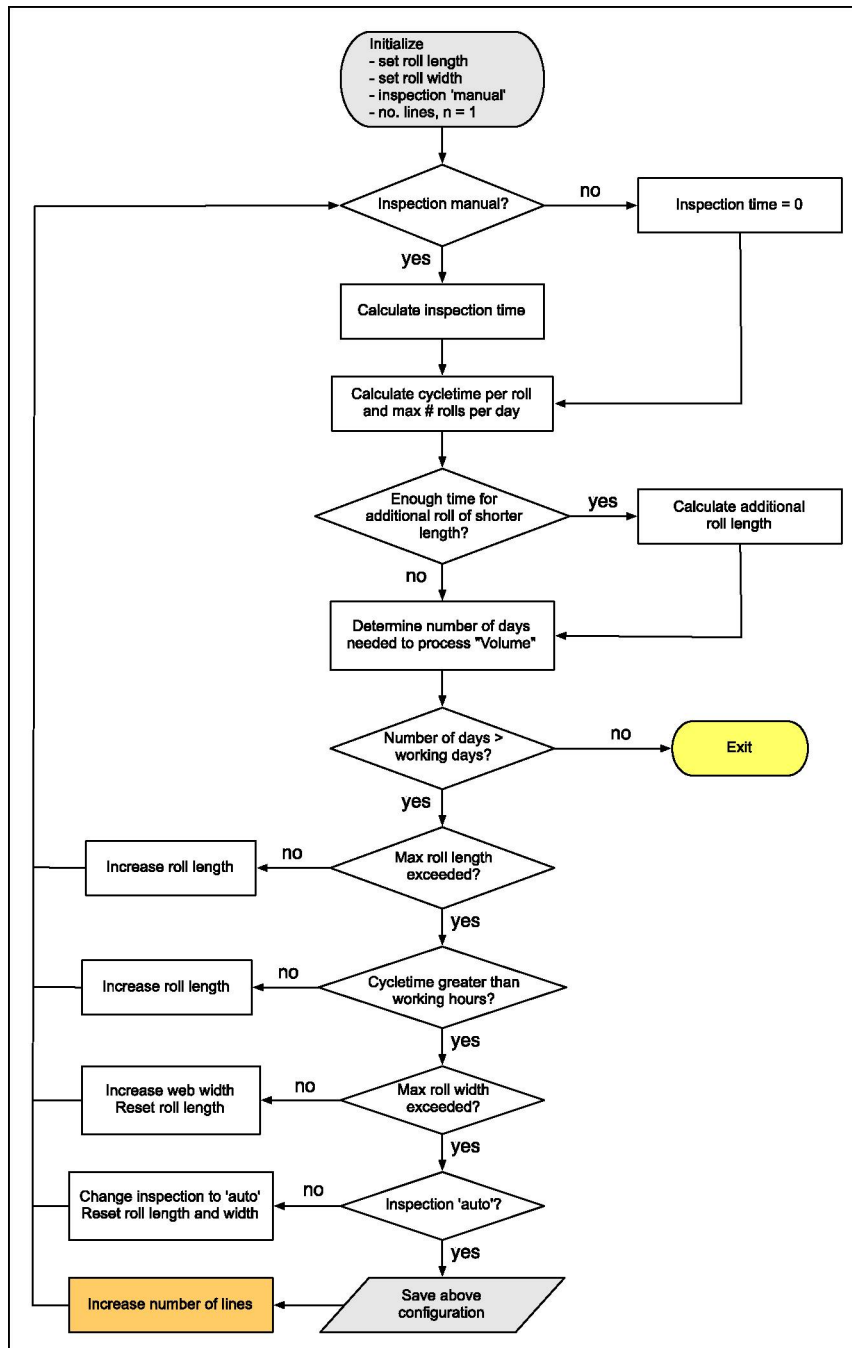 Initialize
- set roll length
- set roll width
- inspection 'manual'
- no. lines, n = 1
Inspection manual?
no
Inspection time = 0
yes
Calculate inspection time
Calculate cycletime per roll
and max # rolls per day
Enough time for
additional roll of shorter
length?
yes
Calculate additional
roll length
no
Determine number of days
needed to process "Volume"
Number of days >
working days?
no
Exit
yes
Max roll length
exceeded?
no
Increase roll length
yes
Cycletime greater than
working hours?
no
Increase roll length
yes
Max roll width
exceeded?
no
Increase web width
Reset roll length
yes
Inspection 'auto'?
no
Change inspection to 'auto'
Reset roll length and width
yes
Save above
configuration
Increase number of lines